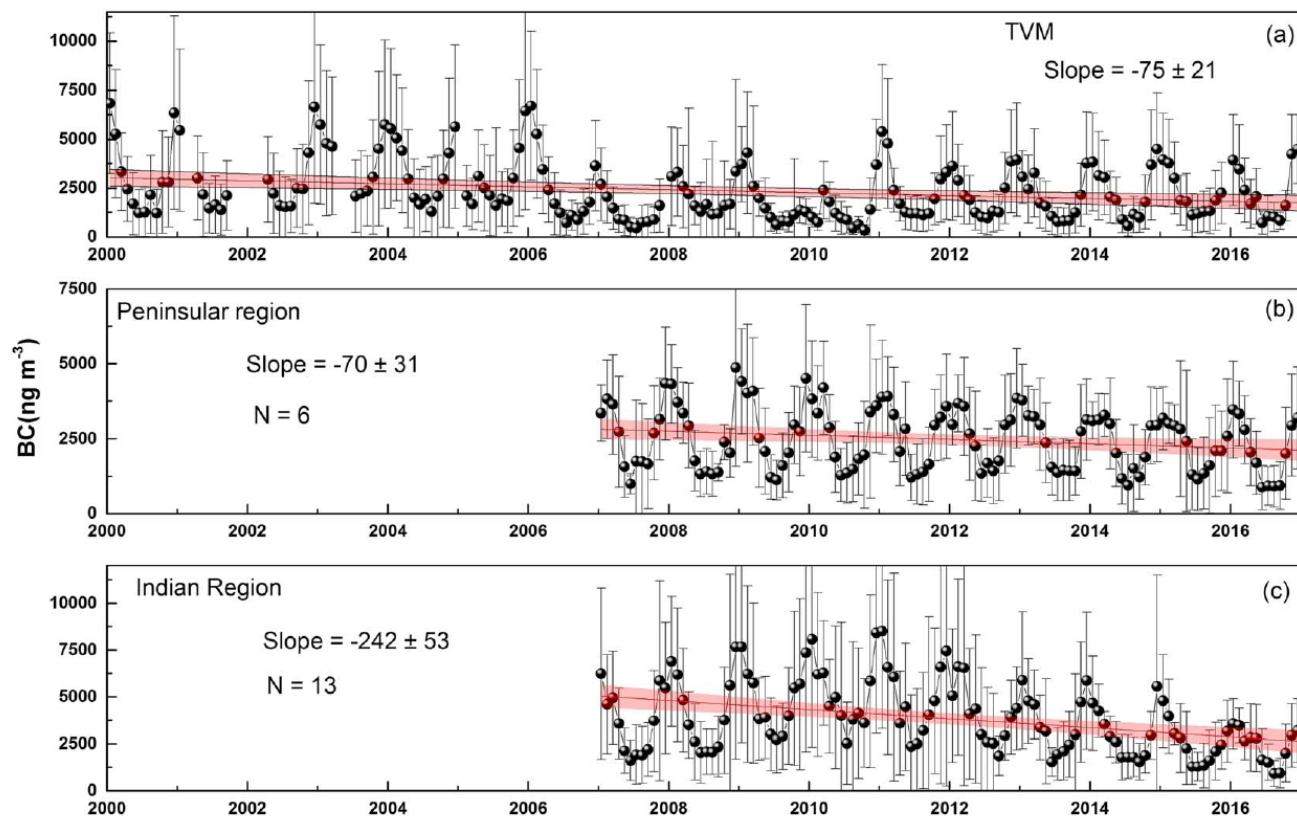 TVM
(a)
Slope = -75 ± 21
10000
7500
5000
2500
0
2000 2002 2004 2006 2008 2010 2012 2014 2016
BC(ng m⁻³)
Peninsular region
(b)
Slope = -70 ± 31
N = 6
7500
5000
2500
0
2000 2002 2004 2006 2008 2010 2012 2014 2016
Indian Region
(c)
Slope = -242 ± 53
N = 13
10000
7500
5000
2500
0
2000 2002 2004 2006 2008 2010 2012 2014 2016